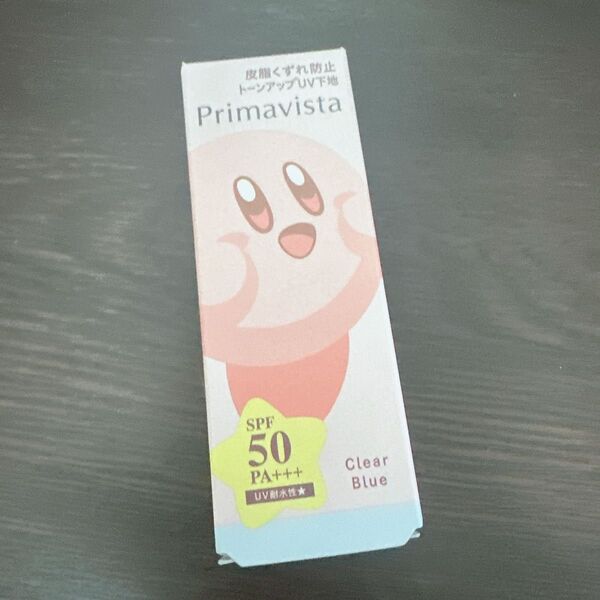 皮脂くずれ防止
トーンアップUV下地
Primavista
SPF
50
PA+++
UV耐水性★
Clear
Blue